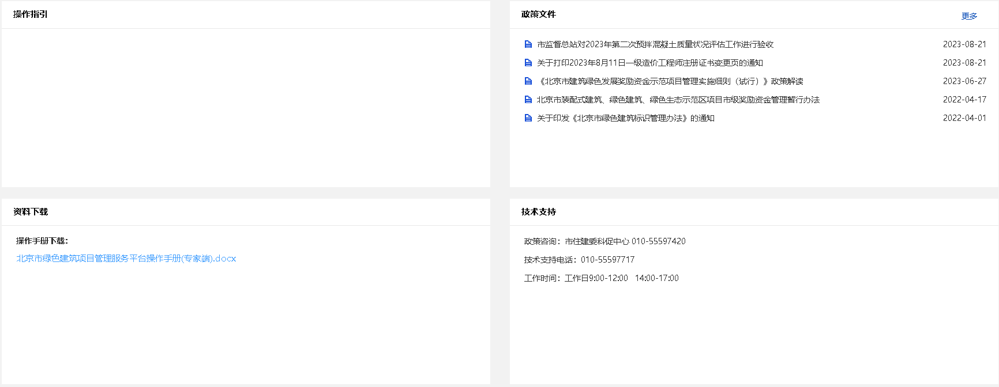 操作指引
政策文件
更多
市监督总站对2023年第二次预拌混凝土质量状况评估工作进行验收 2023-08-21
关于打印2023年8月11日一级造价工程师注册证书变更页的通知 2023-08-21
《北京市建筑绿色发展奖励资金示范项目管理实施细则（试行）》政策解读 2023-06-27
北京市装配式建筑、绿色建筑、绿色生态示范区项目市级奖励资金管理暂行办法 2022-04-17
关于印发《北京市绿色建筑标识管理办法》的通知 2022-04-01
资料下载
操作手册下载：
北京市绿色建筑项目管理服务平台操作手册(专家端).docx
技术支持
政策咨询：市住建委科促中心 010-55597420
技术支持电话：010-55597717
工作时间：工作日9:00-12:00 14:00-17:00